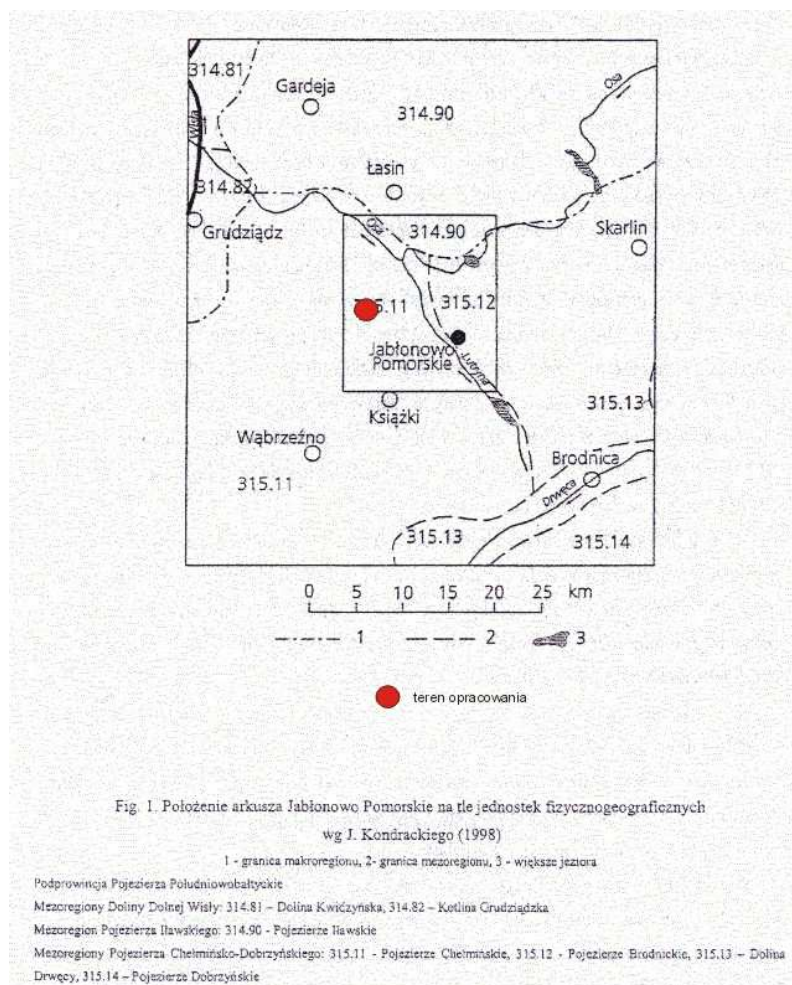 314.81
Gardeja
314.90
Osa
Wisła
Łasin
314.82
Grudziądz
Osa
314.90
Skarlin
315.12
Jabłonowo
Pomorskie
Lutryna
Książki
315.13
Wąbrzeźno
Brodnica
315.11
Drwęca
315.13
315.14
0 5 10 15 20 25 km
1 2 3
teren opracowania
Fig. 1. Położenie arkusza Jabłonowo Pomorskie na tle jednostek fizycznogeograficznych
wg J. Kondrackiego (1998)
1 - granica makroregionu, 2- granica mezoregionu, 3 - większe jeziora
Podprowincja Pojezierza Południowobałtyckie
Mezoregiony Doliny Dolnej Wisły: 314.81 – Dolina Kwidzyńska, 314.82 – Kotlina Grudziądzka
Mezoregion Pojezierza Iławskiego: 314.90 - Pojezierze Iławskie
Mezoregiony Pojezierza Chełmińsko-Dobrzyńskiego: 315.11 - Pojezierze Chełmińskie, 315.12 - Pojezierze Brodnickie, 315.13 – Dolina
Drwęcy, 315.14 – Pojezierze Dobrzyńskie